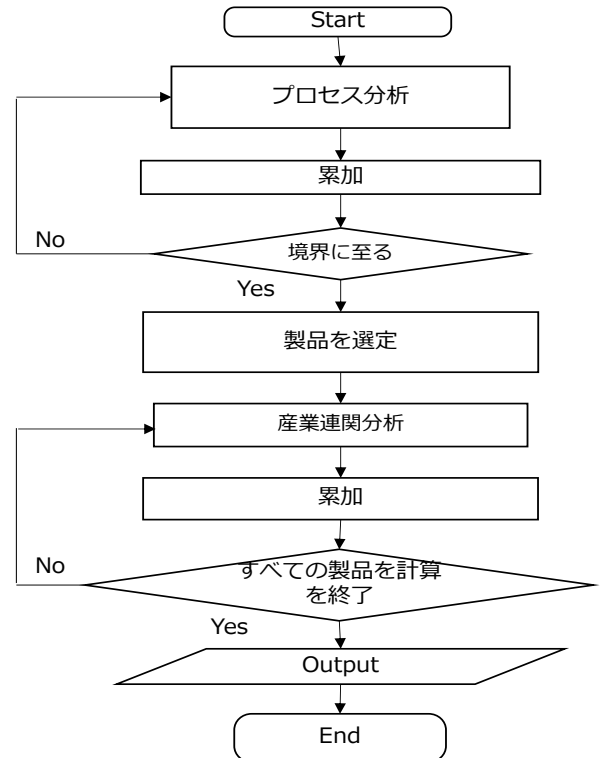 Start
プロセス分析
累加
No
境界に至る
Yes
製品を選定
産業連関分析
累加
No
すべての製品を計算
を終了
Yes
Output
End